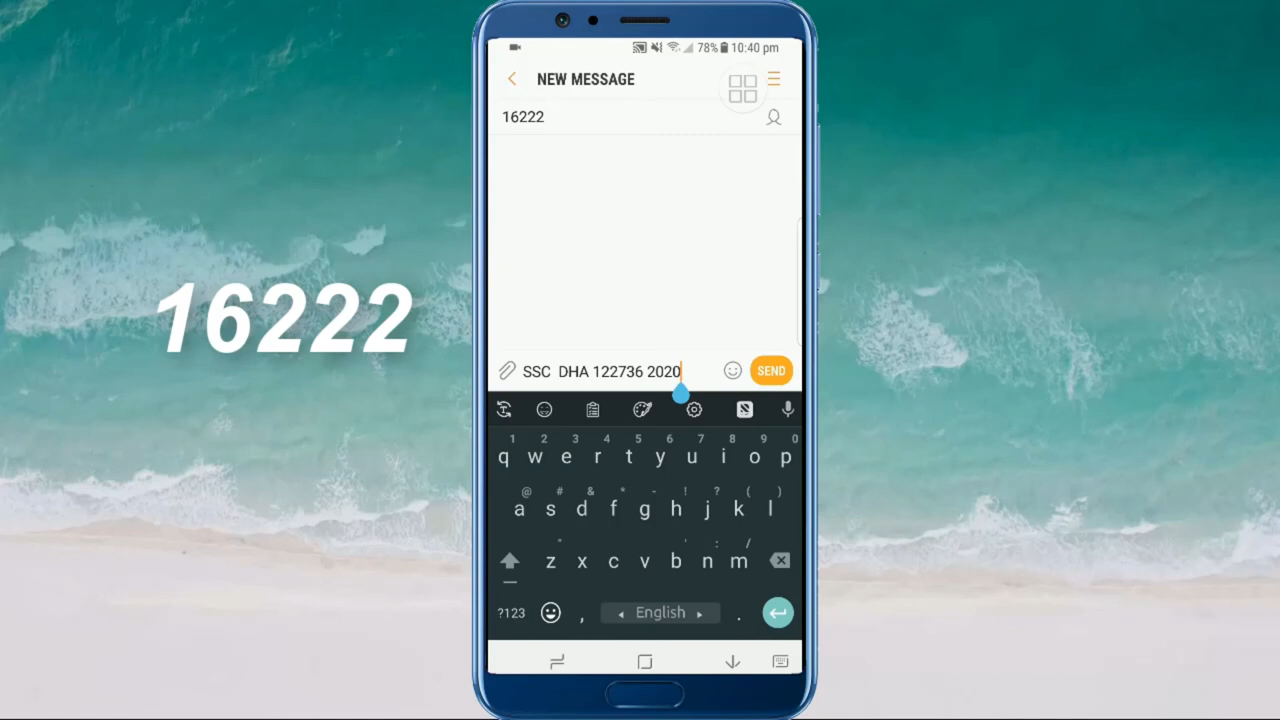 78% 10:40 pm
NEW MESSAGE
16222
16222
SSC DHA 122736 2020 SEND
1 2 3 4 5 6 7 8 9 0
q w e r t y u i o p
@ # & * - ! ? ( )
a s d f g h j k l
" ' : /
z x c v b n m
?123 , English .